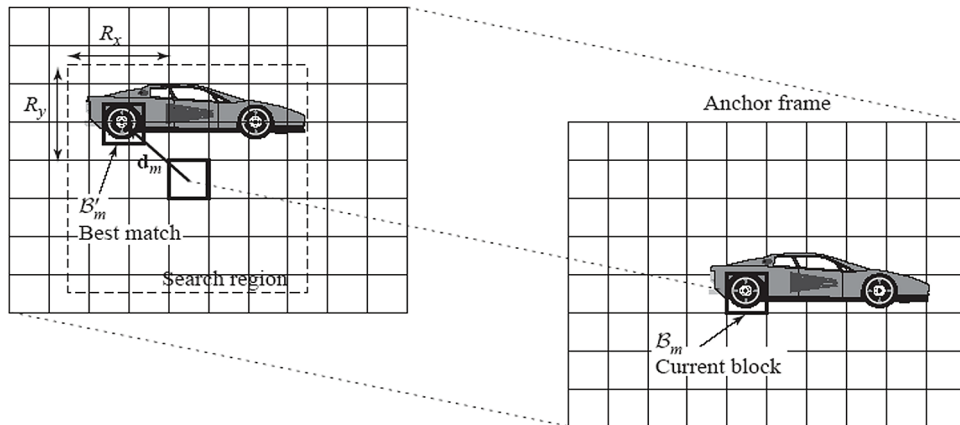 Rx
Ry
dm
B′m
Best match
Search region
Anchor frame
Bm
Current block